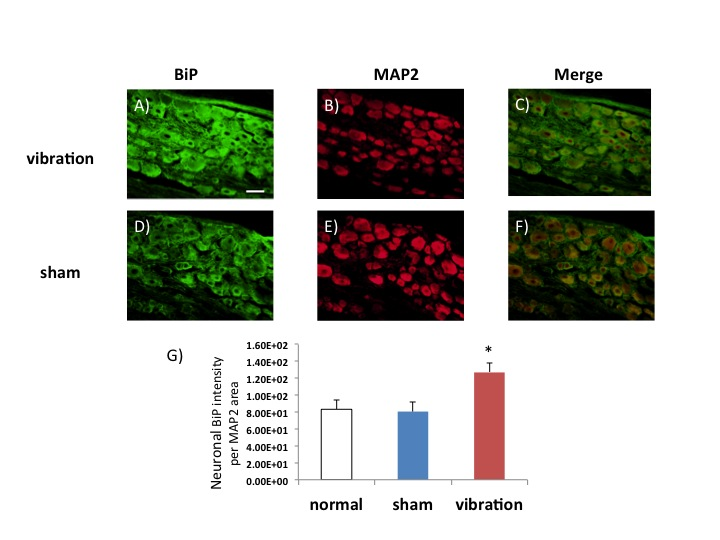 BiP MAP2 Merge
vibration A) B) C)
sham D) E) F)
G)
Neuronal BiP intensity
per MAP2 area
1.60E+02
1.40E+02
1.20E+02
1.00E+02
8.00E+01
6.00E+01
4.00E+01
2.00E+01
0.00E+00
*
normal sham vibration